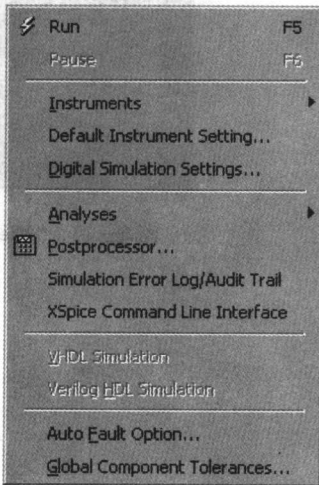 Run F5
Pause F6
Instruments
Default Instrument Setting...
Digital Simulation Settings...
Analyses
Postprocessor...
Simulation Error Log/Audit Trail
XSpice Command Line Interface
VHDL Simulation
Verilog HDL Simulation
Auto Fault Option...
Global Component Tolerances...